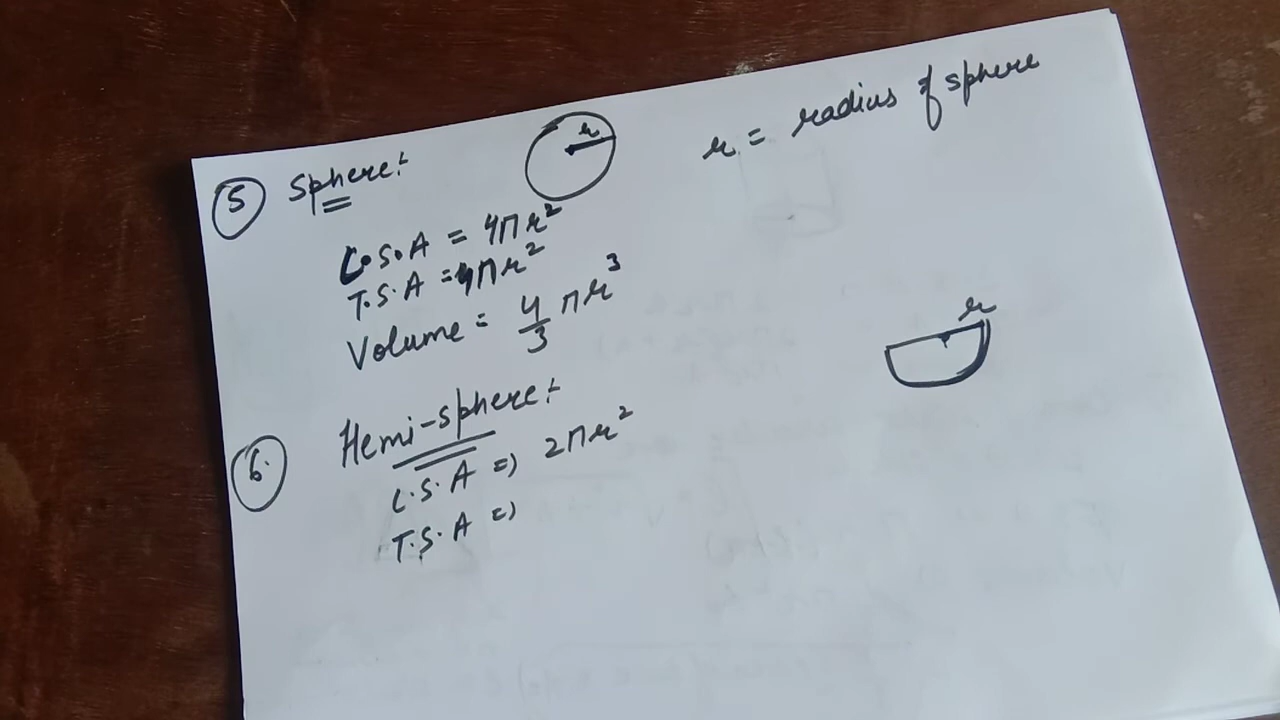 5 Sphere:-
r
r = radius of sphere
C.S.A = 4πr²
T.S.A = 4πr²
Volume = 4/3 πr³
r
6. Hemi-sphere:-
C.S.A => 2πr²
T.S.A =>